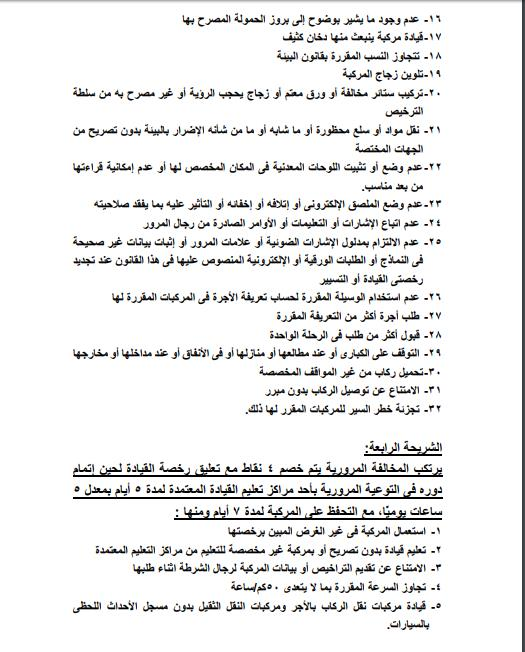 ١٦- عدم وجود ما يشير بوضوح إلى بروز الحمولة المصرح بها
١٧- قيادة مركبة ينبعث منها دخان كثيف
١٨- تتجاوز النسب المقررة بقانون البيئة
١٩- تلوين زجاج المركبة
٢٠- تركيب ستائر مخالفة أو ورق معتم أو زجاج يحجب الرؤية أو غير مصرح به من سلطة
الترخيص
٢١- نقل مواد أو سلع محظورة أو ما شابه أو ما من شأنه الإضرار بالبيئة بدون تصريح من
الجهات المختصة
٢٢- عدم وضع أو تثبيت اللوحات المعدنية فى المكان المخصص لها أو عدم إمكانية قراءتها
من بعد مناسب.
٢٣- عدم وضع الملصق الإلكترونى أو إتلافه أو إخفائه أو التأثير عليه بما يفقد صلاحيته
٢٤- عدم اتباع الإشارات أو التعليمات أو الأوامر الصادرة من رجال المرور
٢٥- عدم الالتزام بمدلول الإشارات الضوئية أو علامات المرور أو إثبات بيانات غير صحيحة
فى النماذج أو الطلبات الورقية أو الإلكترونية المنصوص عليها فى هذا القانون عند تجديد
رخصتى القيادة أو التسيير
٢٦- عدم استخدام الوسيلة المقررة لحساب تعريفة الأجرة فى المركبات المقررة لها
٢٧- طلب أجرة أكثر من التعريفة المقررة
٢٨- قبول أكثر من طلب فى الرحلة الواحدة
٢٩- التوقف على الكبارى أو عند مطالعها أو منازلها أو فى الأنفاق أو عند مداخلها أو مخارجها
٣٠- تحميل ركاب من غير المواقف المخصصة
٣١- الامتناع عن توصيل الركاب بدون مبرر
٣٢- تجزئة خطر السير للمركبات المقرر لها ذلك.
الشريحة الرابعة:
يرتكب المخالفة المرورية يتم خصم ٤ نقاط مع تعليق رخصة القيادة لحين إتمام
دوره فى التوعية المرورية بأحد مراكز تعليم القيادة المعتمدة لمدة ٥ أيام بمعدل ٥
ساعات يوميًا، مع التحفظ على المركبة لمدة ٧ أيام ومنها :
١- استعمال المركبة فى غير الغرض المبين برخصتها
٢- تعليم قيادة بدون تصريح أو بمركبة غير مخصصة للتعليم من مراكز التعليم المعتمدة
٣- الامتناع عن تقديم التراخيص أو بيانات المركبة لرجال الشرطة اثناء طلبها
٤- تجاوز السرعة المقررة بما لا يتعدى ٥٠كم/ساعة
٥- قيادة مركبات نقل الركاب بالأجر ومركبات النقل الثقيل بدون مسجل الأحداث اللحظى
بالسيارات.